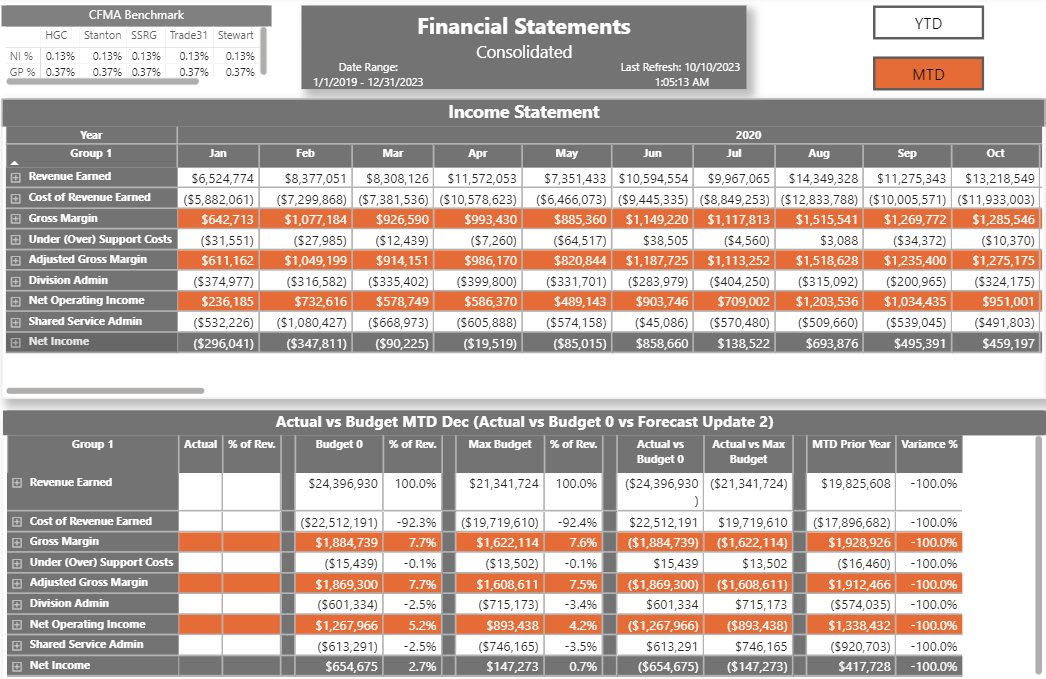 CFMA Benchmark
HGC Stanton SSRG Trade31 Stewart
NI % 0.13% 0.13% 0.13% 0.13% 0.13%
GP % 0.37% 0.37% 0.37% 0.37% 0.37%
Financial Statements
Consolidated
Date Range:
1/1/2019 - 12/31/2023
Last Refresh: 10/10/2023
1:05:13 AM
YTD
MTD
Income Statement
Year 2020
Group 1 Jan Feb Mar Apr May Jun Jul Aug Sep Oct
Revenue Earned $6,524,774 $8,377,051 $8,308,126 $11,572,053 $7,351,433 $10,594,554 $9,967,065 $14,349,328 $11,275,343 $13,218,549
Cost of Revenue Earned ($5,882,061) ($7,299,868) ($7,381,536) ($10,578,623) ($6,466,073) ($9,445,335) ($8,849,253) ($12,833,788) ($10,005,571) ($11,933,003)
Gross Margin $642,713 $1,077,184 $926,590 $993,430 $885,360 $1,149,220 $1,117,813 $1,515,541 $1,269,772 $1,285,546
Under (Over) Support Costs ($31,551) ($27,985) ($12,439) ($7,260) ($64,517) $38,505 ($4,560) $3,088 ($34,372) ($10,370)
Adjusted Gross Margin $611,162 $1,049,199 $914,151 $986,170 $820,844 $1,187,725 $1,113,252 $1,518,628 $1,235,400 $1,275,175
Division Admin ($374,977) ($316,582) ($335,402) ($399,800) ($331,701) ($283,979) ($404,250) ($315,092) ($200,965) ($324,175)
Net Operating Income $236,185 $732,616 $578,749 $586,370 $489,143 $903,746 $709,002 $1,203,536 $1,034,435 $951,001
Shared Service Admin ($532,226) ($1,080,427) ($668,973) ($605,888) ($574,158) ($45,086) ($570,480) ($509,660) ($539,045) ($491,803)
Net Income ($296,041) ($347,811) ($90,225) ($19,519) ($85,015) $858,660 $138,522 $693,876 $495,391 $459,197
Actual vs Budget MTD Dec (Actual vs Budget 0 vs Forecast Update 2)
Group 1 Actual % of Rev. Budget 0 % of Rev. Max Budget % of Rev. Actual vs Actual vs Max MTD Prior Year Variance %
Budget 0 Budget
Revenue Earned $24,396,930 100.0% $21,341,724 100.0% ($24,396,930 ($21,341,724) $19,825,608 -100.0%
)
Cost of Revenue Earned ($22,512,191) -92.3% ($19,719,610) -92.4% $22,512,191 $19,719,610 ($17,896,682) -100.0%
Gross Margin $1,884,739 7.7% $1,622,114 7.6% ($1,884,739) ($1,622,114) $1,928,926 -100.0%
Under (Over) Support Costs ($15,439) -0.1% ($13,502) -0.1% $15,439 $13,502 ($16,460) -100.0%
Adjusted Gross Margin $1,869,300 7.7% $1,608,611 7.5% ($1,869,300) ($1,608,611) $1,912,466 -100.0%
Division Admin ($601,334) -2.5% ($715,173) -3.4% $601,334 $715,173 ($574,035) -100.0%
Net Operating Income $1,267,966 5.2% $893,438 4.2% ($1,267,966) ($893,438) $1,338,432 -100.0%
Shared Service Admin ($613,291) -2.5% ($746,165) -3.5% $613,291 $746,165 ($920,703) -100.0%
Net Income $654,675 2.7% $147,273 0.7% ($654,675) ($147,273) $417,728 -100.0%